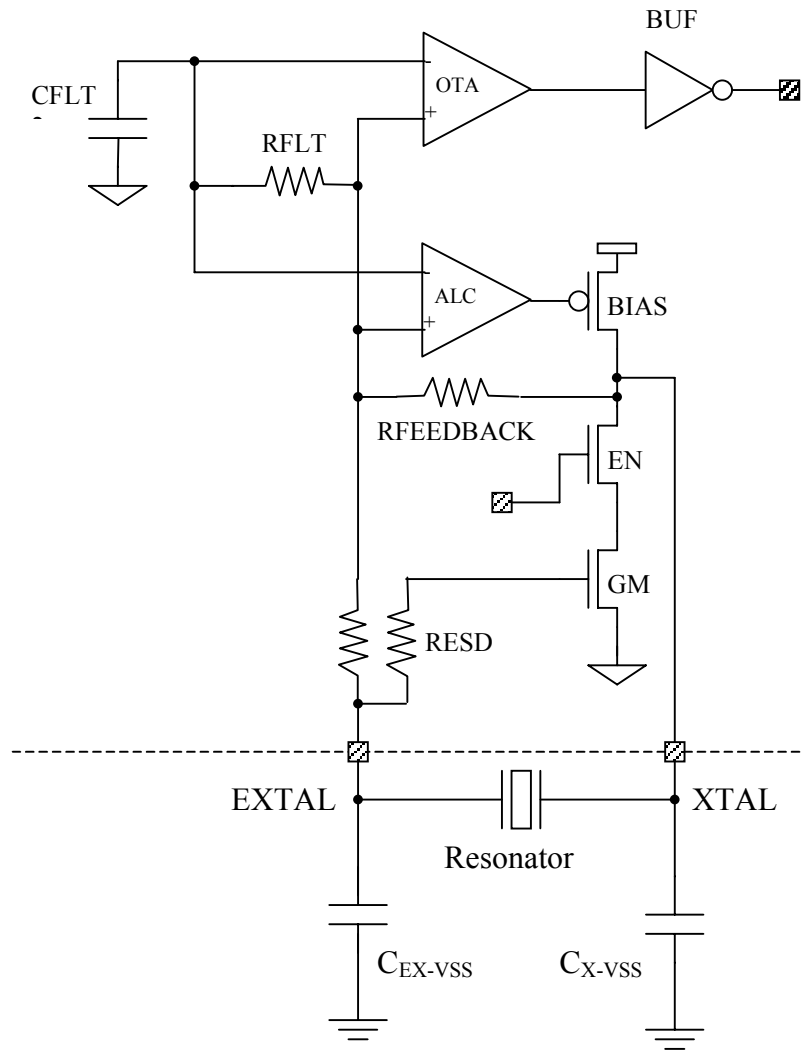 BUF
CFLT
OTA
-
+
RFLT
ALC
-
+
BIAS
RFEEDBACK
EN
GM
RESD
EXTAL
XTAL
Resonator
CEX-VSS
CX-VSS